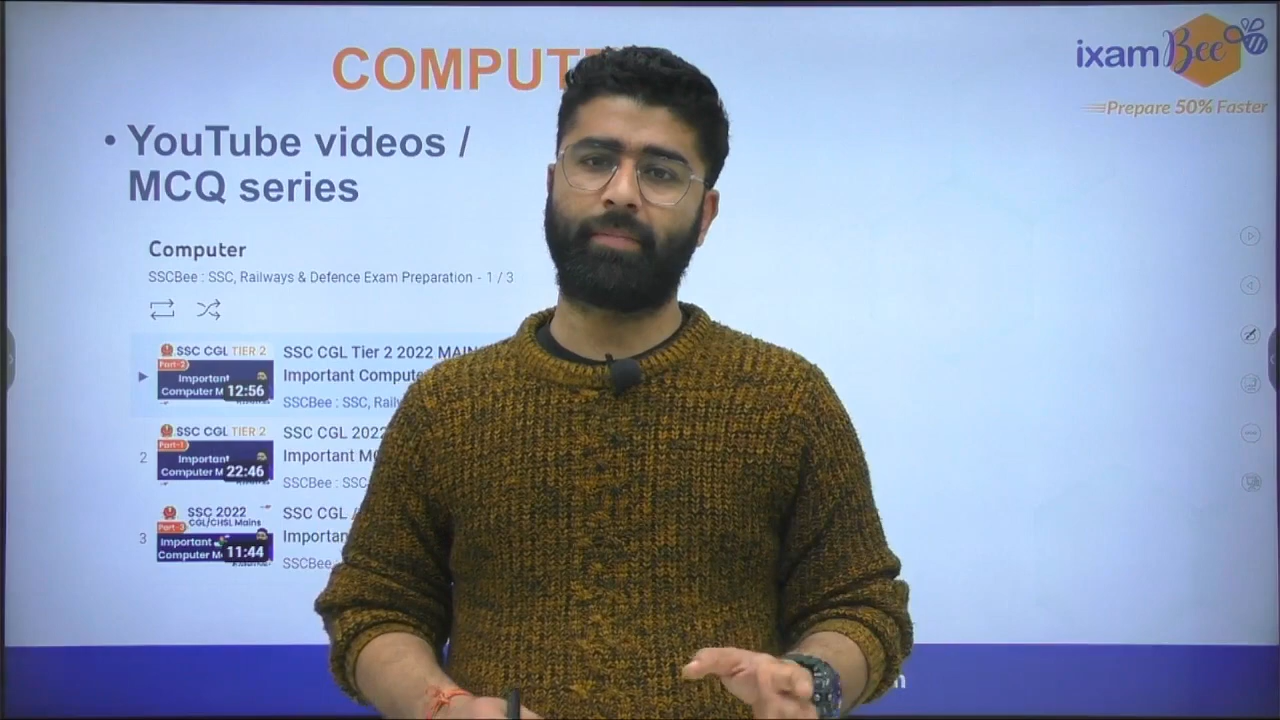 COMPUT
ixamBee
Prepare 50% Faster
• YouTube videos /
MCQ series
Computer
SSCBee : SSC, Railways & Defence Exam Preparation - 1 / 3
SSC CGL TIER 2
Part-2
Important
Computer M
12:56
SSC CGL Tier 2 2022 MAIN
Important Compute
SSCBee : SSC, Railw
2
SSC CGL TIER 2
Part-1
Important
Computer M
22:46
SSC CGL 2022
Important M
SSCBee : SSC
3
SSC 2022
CGL/CHSL Mains
Part-3
Important
Computer M
11:44
SSC CGL /
Importan
SSCBee